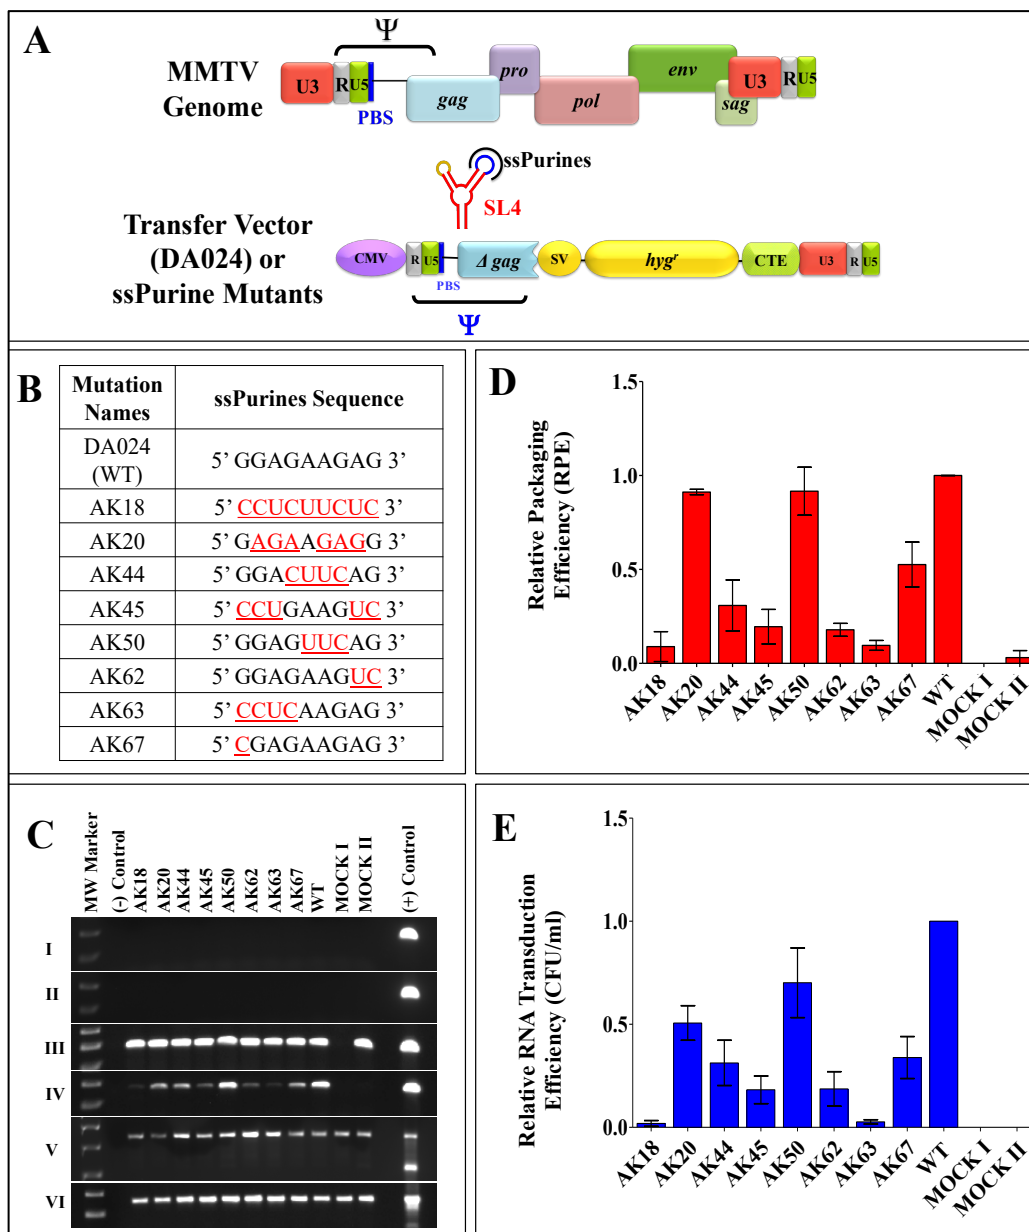 A
Ψ
MMTV
Genome
U3
R
U5
PBS
gag
pro
pol
env
sag
U3
R
U5
ssPurines
SL4
Transfer Vector
(DA024) or
ssPurine Mutants
CMV
R
U5
PBS
Δ gag
SV
hygr
CTE
U3
R
U5
Ψ
B
Mutation Names
ssPurines Sequence
DA024 (WT)
5’ GGAGAAGAG 3’
AK18
5’ CCUCUUCUC 3’
AK20
5’ GAGAAGAGG 3’
AK44
5’ GGACUUCAG 3’
AK45
5’ CCUGAAGUC 3’
AK50
5’ GGAGUUCAG 3’
AK62
5’ GGAGAAGUC 3’
AK63
5’ CCUCAAGAG 3’
AK67
5’ CGAGAAGAG 3’
D
Relative Packaging
Efficiency (RPE)
1.5
1.0
0.5
0.0
AK18
AK20
AK44
AK45
AK50
AK62
AK63
AK67
WT
MOCK I
MOCK II
C
MW Marker
(-) Control
AK18
AK20
AK44
AK45
AK50
AK62
AK63
AK67
WT
MOCK I
MOCK II
(+) Control
I
II
III
IV
V
VI
E
Relative RNA Transduction
Efficiency (CFU/ml)
1.5
1.0
0.5
0.0
AK18
AK20
AK44
AK45
AK50
AK62
AK63
AK67
WT
MOCK I
MOCK II